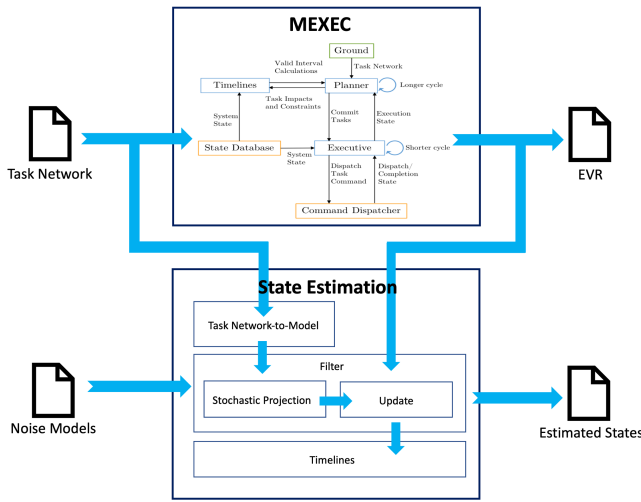 MEXEC
Ground
Valid Interval
Calculations
Task Network
Timelines
Planner
Longer cycle
Task Impacts
and Constraints
System
State
Commit
Tasks
Execution
State
State Database
System
State
Executive
Shorter cycle
Dispatch
Task
Command
Dispatch/
Completion
State
Command Dispatcher
Task Network
EVR
State Estimation
Task Network-to-Model
Filter
Stochastic Projection
Update
Noise Models
Estimated States
Timelines